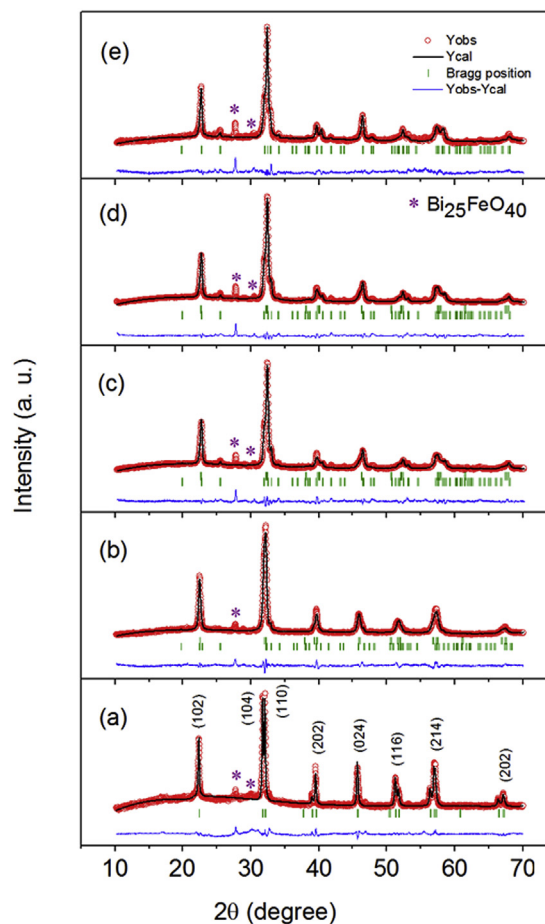 (e)
Yobs
Ycal
Bragg position
Yobs-Ycal
*
*
(d)
* Bi25FeO40
*
*
(c)
*
*
(b)
*
(a)
(102)
(104)
(110)
(202)
(024)
(116)
(214)
(202)
*
*
Intensity (a. u.)
10 20 30 40 50 60 70
2θ (degree)